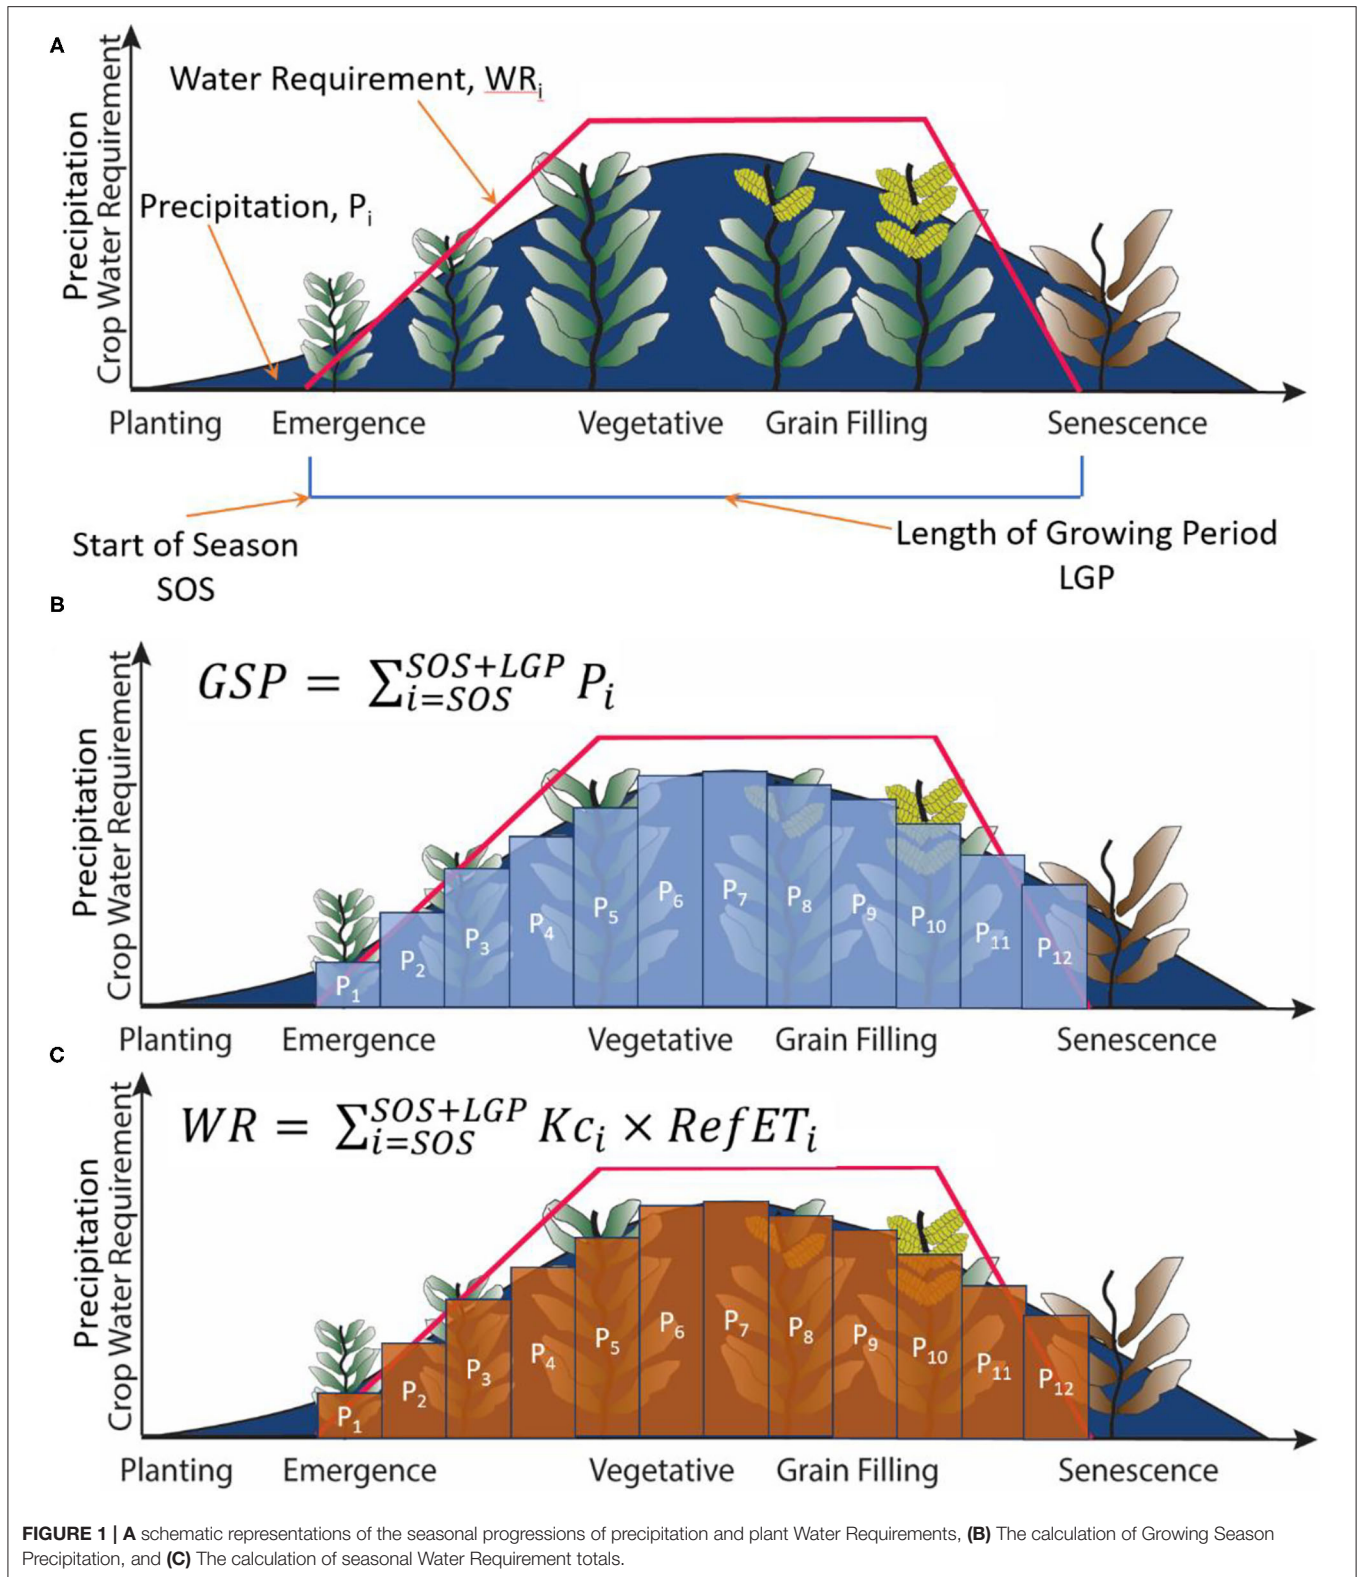 A
Precipitation
Crop Water Requirement
Water Requirement, WRi
Precipitation, Pi
Planting Emergence Vegetative Grain Filling Senescence
Start of Season
SOS
Length of Growing Period
LGP
B
Precipitation
Crop Water Requirement
GSP = ∑_{i=SOS}^{SOS+LGP} P_i
P1 P2 P3 P4 P5 P6 P7 P8 P9 P10 P11 P12
Planting Emergence Vegetative Grain Filling Senescence
C
Precipitation
Crop Water Requirement
WR = ∑_{i=SOS}^{SOS+LGP} Kc_i × RefET_i
P1 P2 P3 P4 P5 P6 P7 P8 P9 P10 P11 P12
Planting Emergence Vegetative Grain Filling Senescence
FIGURE 1 | A schematic representations of the seasonal progressions of precipitation and plant Water Requirements, (B) The calculation of Growing Season
Precipitation, and (C) The calculation of seasonal Water Requirement totals.